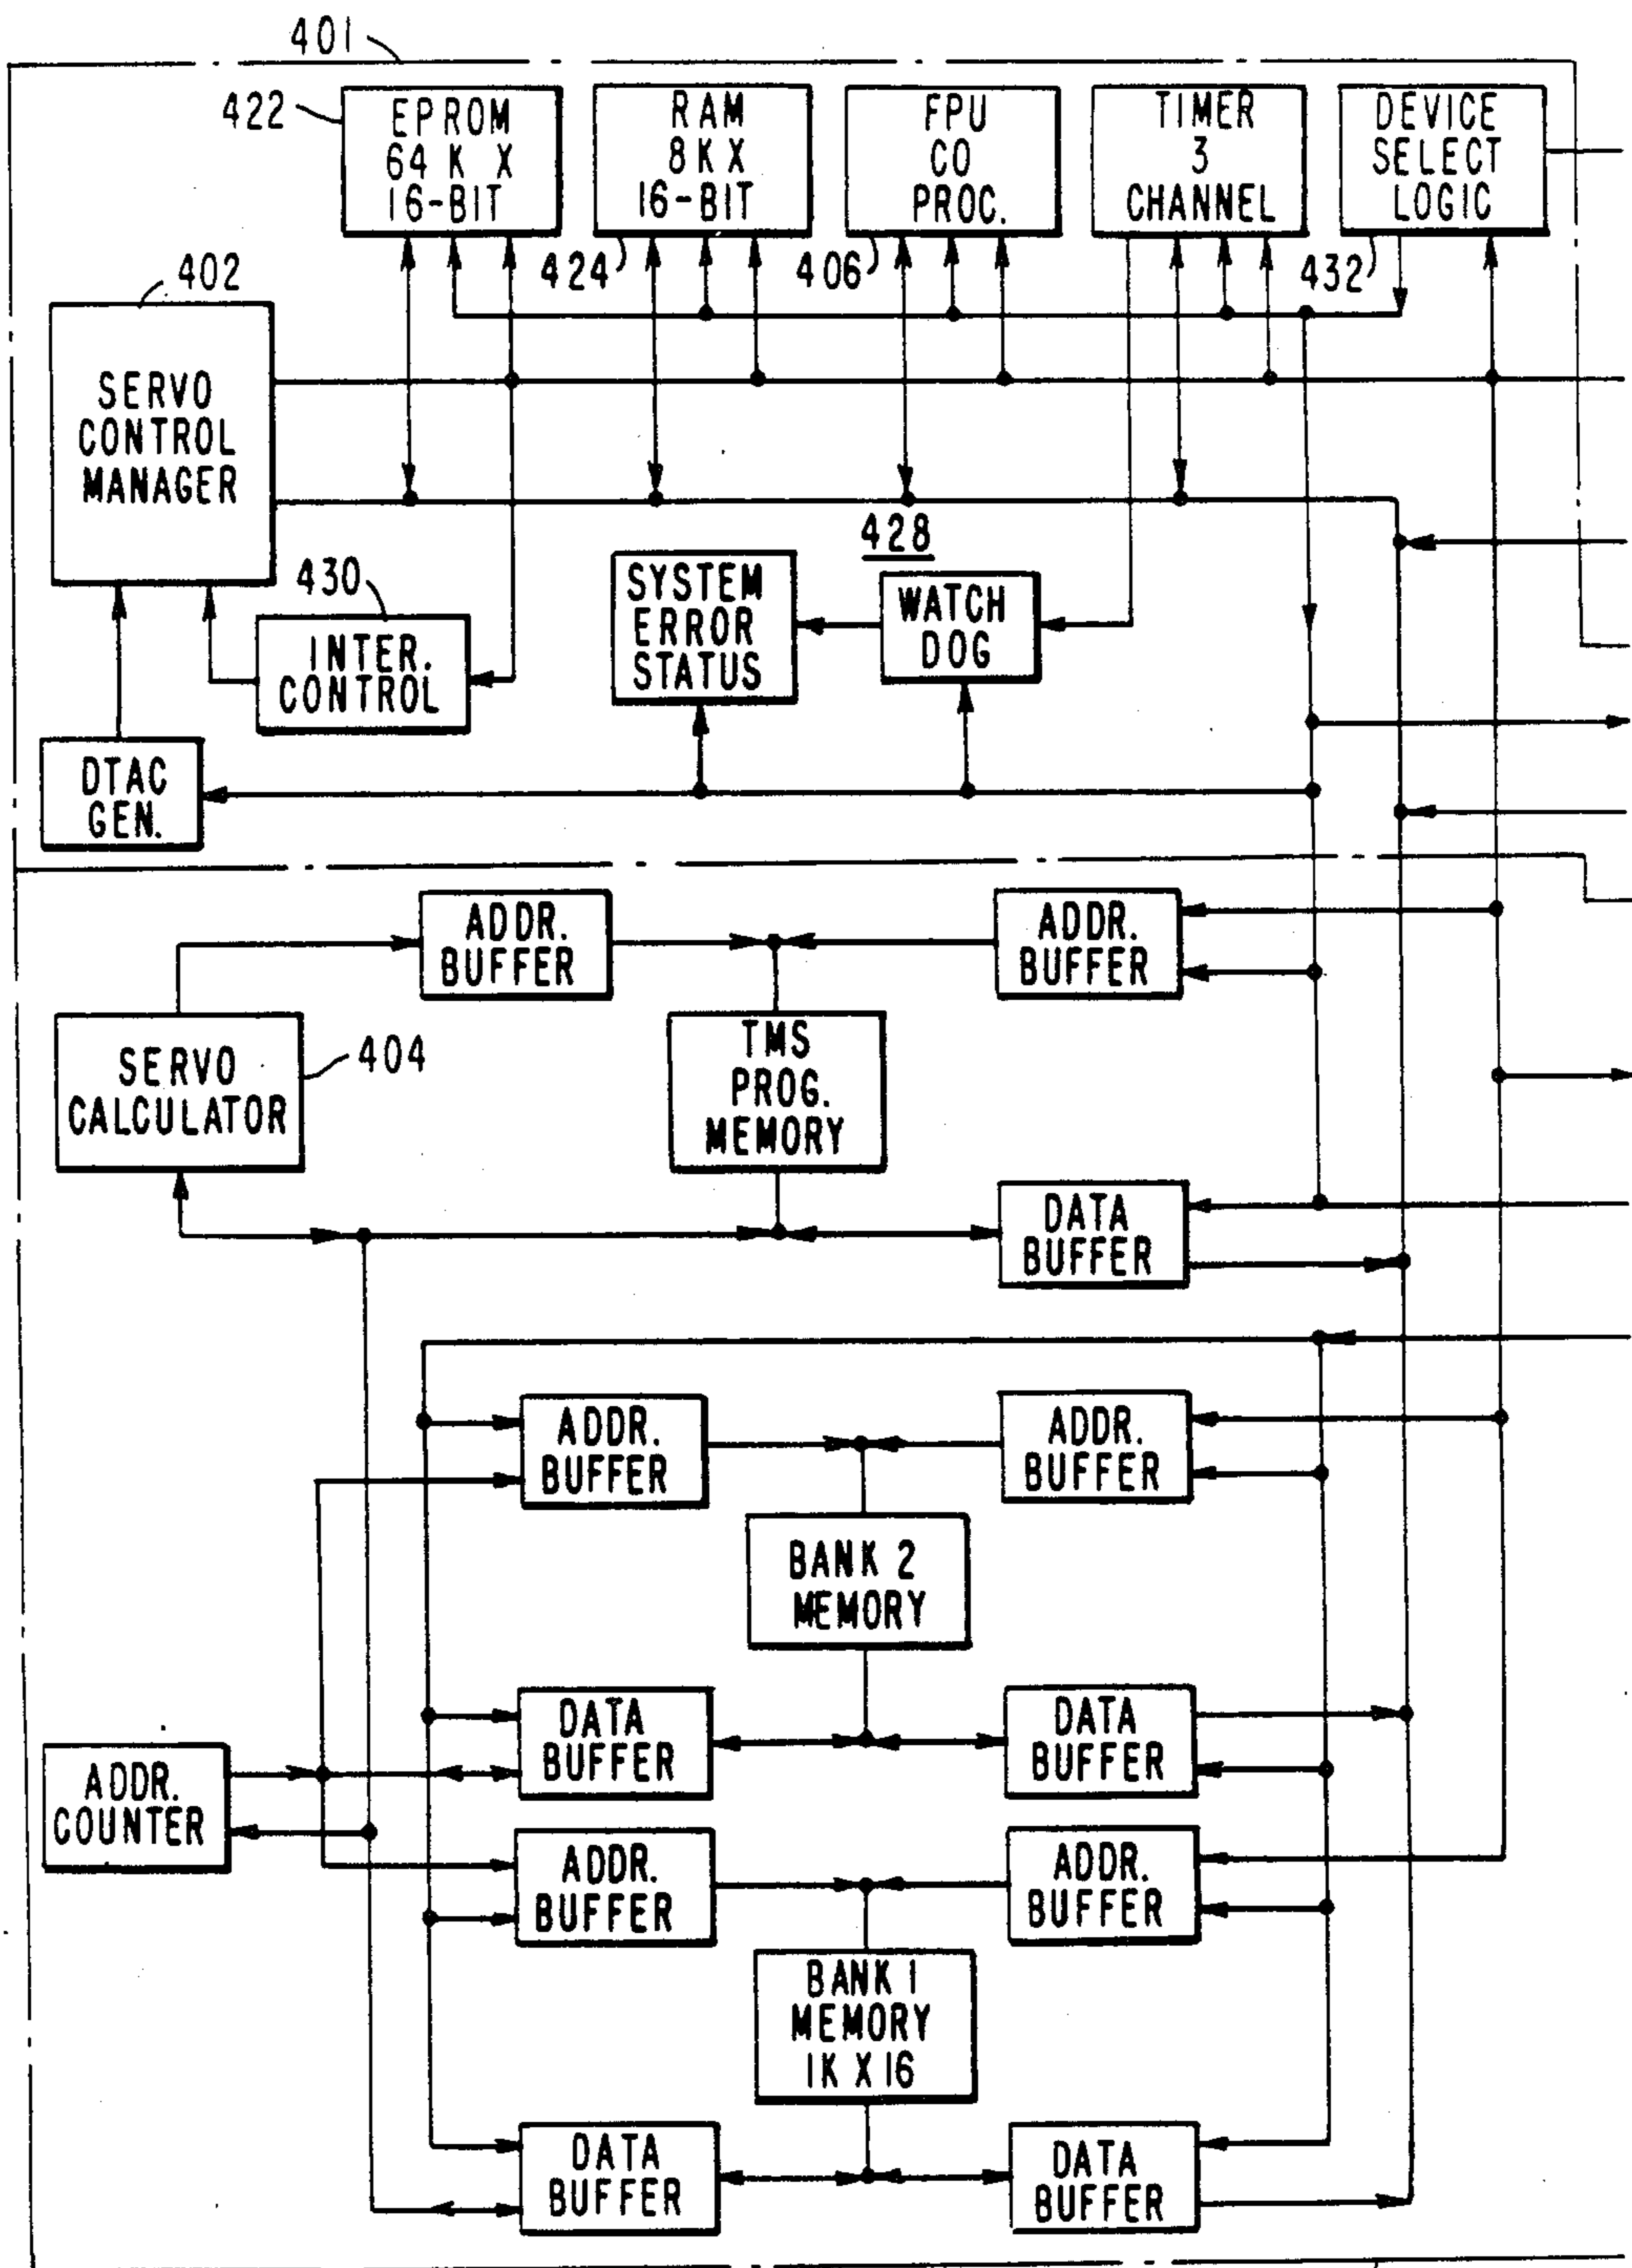 401
422
EPROM
64 K X
16-BIT
RAM
8K X
16-BIT
FPU
CO
PROC.
TIMER
3
CHANNEL
DEVICE
SELECT
LOGIC
424
406
432
402
SERVO
CONTROL
MANAGER
428
430
INTER.
CONTROL
SYSTEM
ERROR
STATUS
WATCH
DOG
DTAC
GEN.
ADDR.
BUFFER
ADDR.
BUFFER
SERVO
CALCULATOR
404
TMS
PROG.
MEMORY
DATA
BUFFER
ADDR.
BUFFER
ADDR.
BUFFER
BANK 2
MEMORY
DATA
BUFFER
DATA
BUFFER
ADDR.
COUNTER
ADDR.
BUFFER
ADDR.
BUFFER
BANK 1
MEMORY
1K X 16
DATA
BUFFER
DATA
BUFFER